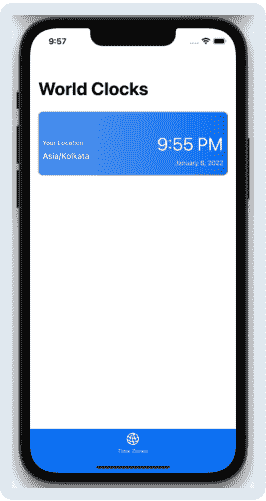 9:57
World Clocks
Your Location
Asia/Kolkata
9:55 PM
January 8, 2022
Time Zones